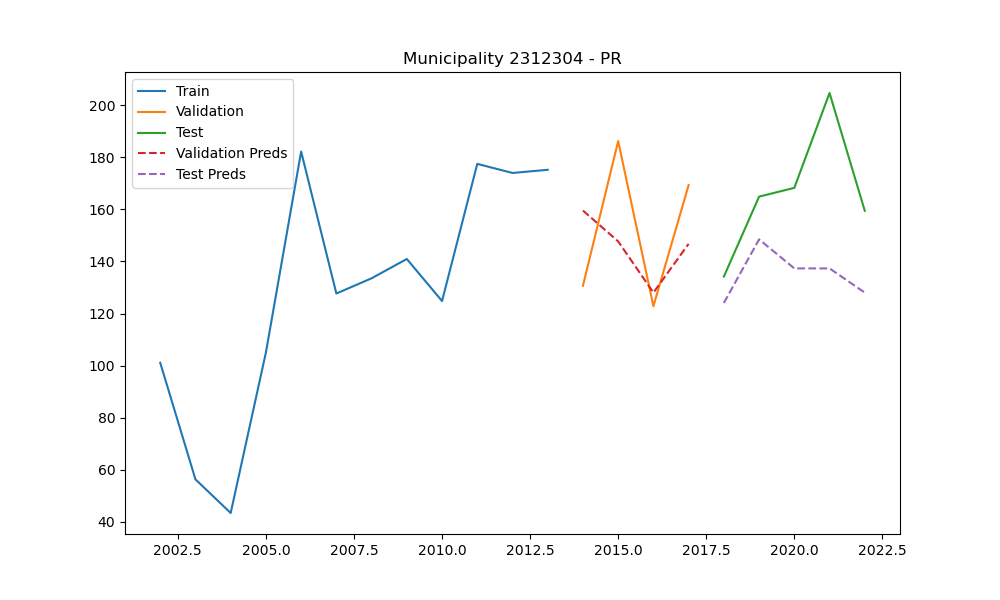 Municipality 2312304 - PR
Train
Validation
Test
Validation Preds
Test Preds
200
180
160
140
120
100
80
60
40
2002.5 2005.0 2007.5 2010.0 2012.5 2015.0 2017.5 2020.0 2022.5